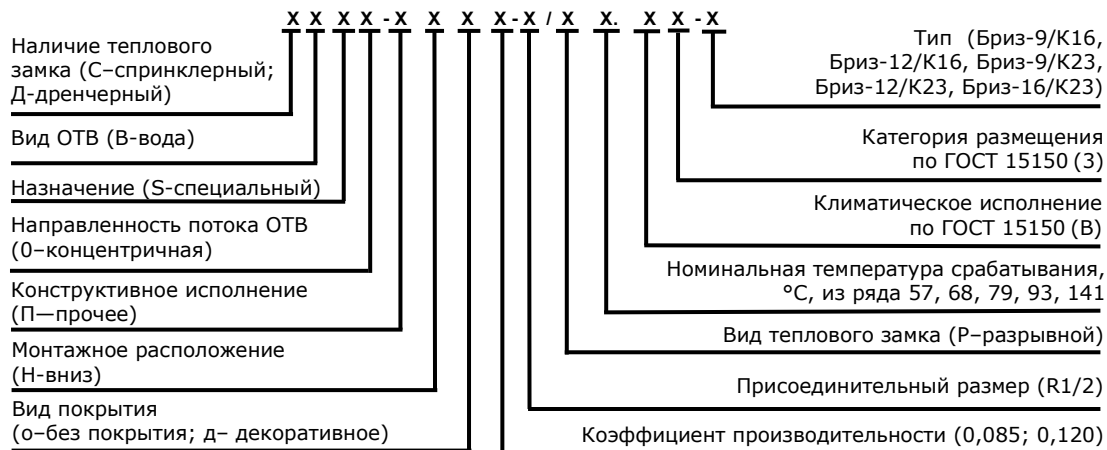 X X X X - X X X X - X / X X. X X - X
Наличие теплового
замка (С–спринклерный;
Д-дренчерный)
Вид ОТВ (В-вода)
Назначение (S-специальный)
Направленность потока ОТВ
(0–концентричная)
Конструктивное исполнение
(П—прочее)
Монтажное расположение
(Н-вниз)
Вид покрытия
(о–без покрытия; д– декоративное)
Тип (Бриз-9/К16,
Бриз-12/К16, Бриз-9/К23,
Бриз-12/К23, Бриз-16/К23)
Категория размещения
по ГОСТ 15150 (3)
Климатическое исполнение
по ГОСТ 15150 (В)
Номинальная температура срабатывания,
°С, из ряда 57, 68, 79, 93, 141
Вид теплового замка (Р–разрывной)
Присоединительный размер (R1/2)
Коэффициент производительности (0,085; 0,120)